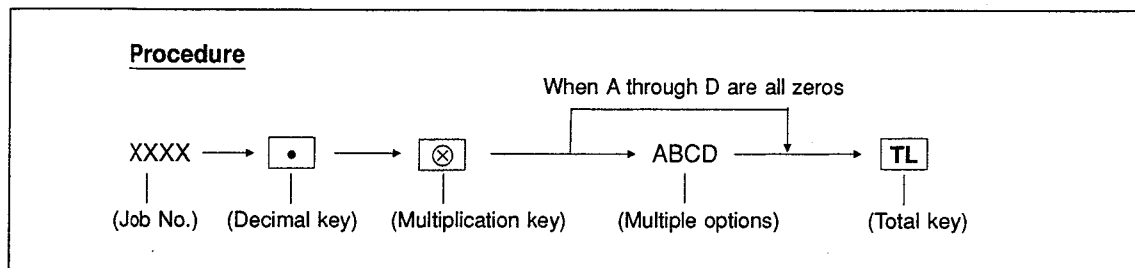 Procedure
When A through D are all zeros
XXXX • ⊗ ABCD TL
(Job No.) (Decimal key) (Multiplication key) (Multiple options) (Total key)